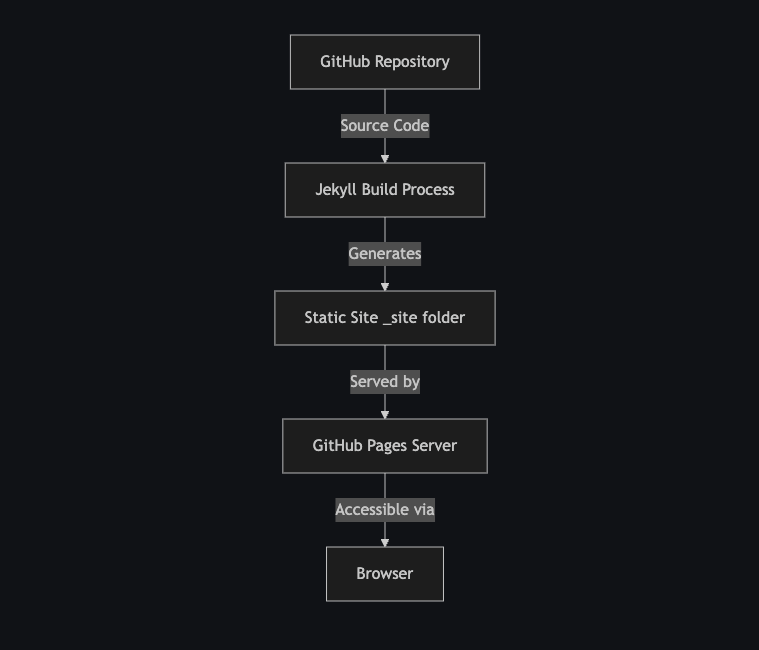 GitHub Repository
Source Code
Jekyll Build Process
Generates
Static Site _site folder
Served by
GitHub Pages Server
Accessible via
Browser